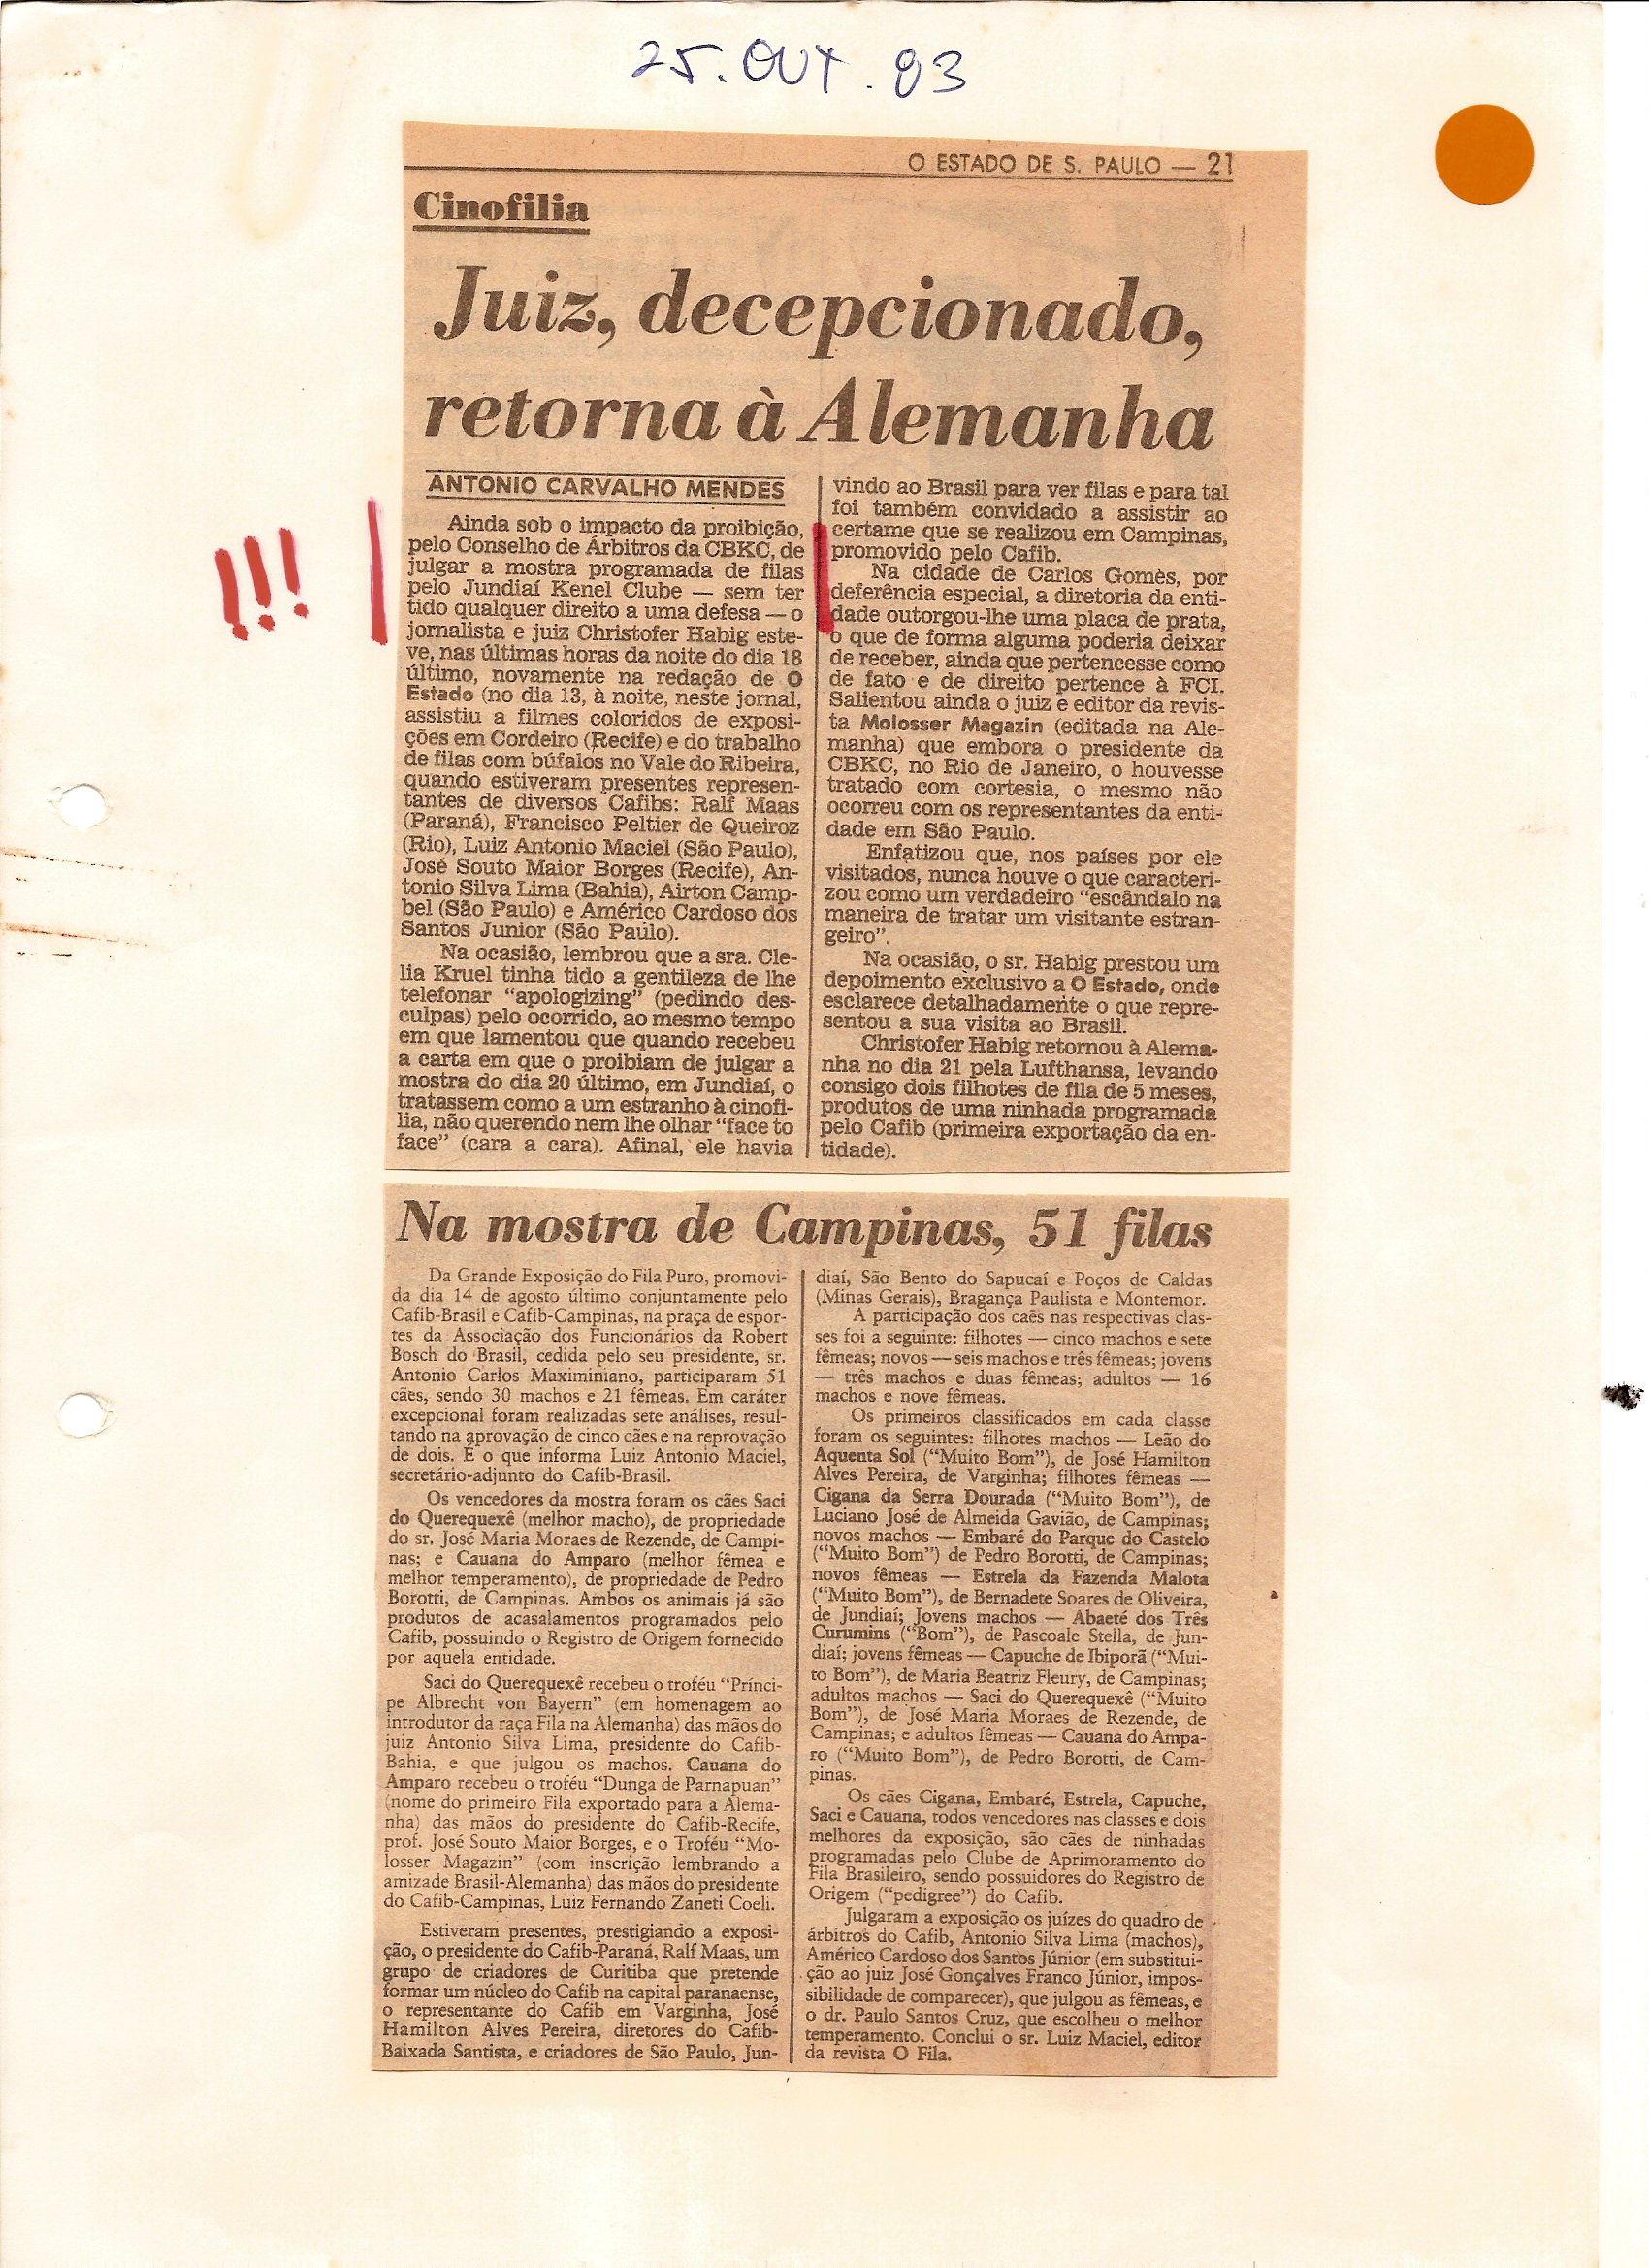 25.OUT.83
O ESTADO DE S. PAULO — 21
Cinofilia
Juiz, decepcionado,
retorna à Alemanha
ANTONIO CARVALHO MENDES
Ainda sob o impacto da proibição,
pelo Conselho de Árbitros da CBKC, de
julgar a mostra programada de filas
pelo Jundiaí Kenel Clube — sem ter
tido qualquer direito a uma defesa — o
jornalista e juiz Christofer Habig este-
ve, nas últimas horas da noite do dia 18
último, novamente na redação de O
Estado (no dia 13, à noite, neste jornal,
assistiu a filmes coloridos de exposi-
ções em Cordeiro (Recife) e do trabalho
de filas com búfalos no Vale do Ribeira,
quando estiveram presentes represen-
tantes de diversos Cafibs: Ralf Maas
(Paraná), Francisco Peltier de Queiroz
(Rio), Luiz Antonio Maciel (São Paulo),
José Souto Maior Borges (Recife), An-
tonio Silva Lima (Bahia), Airton Camp-
bel (São Paulo) e Américo Cardoso dos
Santos Junior (São Paulo).
Na ocasião, lembrou que a sra. Cle-
lia Kruel tinha tido a gentileza de lhe
telefonar “apologizing” (pedindo des-
culpas) pelo ocorrido, ao mesmo tempo
em que lamentou que quando recebeu
a carta em que o proibiam de julgar a
mostra do dia 20 último, em Jundiaí, o
tratassem como a um estranho à cinofi-
lia, não querendo nem lhe olhar “face to
face” (cara a cara). Afinal, ele havia
vindo ao Brasil para ver filas e para tal
foi também convidado a assistir ao
certame que se realizou em Campinas,
promovido pelo Cafib.
Na cidade de Carlos Gomes, por
deferência especial, a diretoria da enti-
dade outorgou-lhe uma placa de prata,
o que de forma alguma poderia deixar
de receber, ainda que pertencesse como
de fato e de direito pertence à FCI.
Salientou ainda o juiz e editor da revis-
ta Molosser Magazin (editada na Ale-
manha) que embora o presidente da
CBKC, no Rio de Janeiro, o houvesse
tratado com cortesia, o mesmo não
ocorreu com os representantes da enti-
dade em São Paulo.
Enfatizou que, nos países por ele
visitados, nunca houve o que caracteri-
zou como um verdadeiro “escândalo na
maneira de tratar um visitante estran-
geiro”.
Na ocasião, o sr. Habig prestou um
depoimento exclusivo a O Estado, onde
esclarece detalhadamente o que repre-
sentou a sua visita ao Brasil.
Christofer Habig retornou à Alema-
nha no dia 21 pela Lufthansa, levando
consigo dois filhotes de fila de 5 meses,
produtos de uma ninhada programada
pelo Cafib (primeira exportação da en-
tidade).
!!!
Na mostra de Campinas, 51 filas
Da Grande Exposição do Fila Puro, promovi-
da dia 14 de agosto último conjuntamente pelo
Cafib-Brasil e Cafib-Campinas, na praça de espor-
tes da Associação dos Funcionários da Robert
Bosch do Brasil, cedida pelo seu presidente, sr.
Antonio Carlos Maximiniano, participaram 51
cães, sendo 30 machos e 21 fêmeas. Em caráter
excepcional foram realizadas sete análises, resul-
tando na aprovação de cinco cães e na reprovação
de dois. É o que informa Luiz Antonio Maciel,
secretário-adjunto do Cafib-Brasil.
Os vencedores da mostra foram os cães Saci
do Querequexê (melhor macho), de propriedade
do sr. José Maria Moraes de Rezende, de Campi-
nas; e Cauana do Amparo (melhor fêmea e
melhor temperamento), de propriedade de Pedro
Borotti, de Campinas. Ambos os animais já são
produtos de acasalamentos programados pelo
Cafib, possuindo o Registro de Origem fornecido
por aquela entidade.
Saci do Querequexê recebeu o troféu “Prínci-
pe Albrecht von Bayern” (em homenagem ao
introdutor da raça Fila na Alemanha) das mãos do
juiz Antonio Silva Lima, presidente do Cafib-
Bahia, e que julgou os machos. Cauana do
Amparo recebeu o troféu “Dunga de Parnapuan”
(nome do primeiro Fila exportado para a Alema-
nha) das mãos do presidente do Cafib-Recife,
prof. José Souto Maior Borges, e o Troféu “Mo-
losser Magazin” (com inscrição lembrando a
amizade Brasil-Alemanha) das mãos do presidente
do Cafib-Campinas, Luiz Fernando Zaneti Coeli.
Estiveram presentes, prestigiando a exposi-
ção, o presidente do Cafib-Paraná, Ralf Maas, um
grupo de criadores de Curitiba que pretende
formar um núcleo do Cafib na capital paranaense,
o representante do Cafib em Varginha, José
Hamilton Alves Pereira, diretores do Cafib-
Baixada Santista, e criadores de São Paulo, Jun-
diaí, São Bento do Sapucaí e Poços de Caldas
(Minas Gerais), Bragança Paulista e Montemor.
A participação dos cães nas respectivas clas-
ses foi a seguinte: filhotes — cinco machos e sete
fêmeas; novos — seis machos e três fêmeas; jovens
— três machos e duas fêmeas; adultos — 16
machos e nove fêmeas.
Os primeiros classificados em cada classe
foram os seguintes: filhotes machos — Leão do
Aquenta Sol (“Muito Bom”), de José Hamilton
Alves Pereira, de Varginha; filhotes fêmeas —
Cigana da Serra Dourada (“Muito Bom”), de
Luciano José de Almeida Gavião, de Campinas;
novos machos — Embaré do Parque do Castelo
(“Muito Bom”) de Pedro Borotti, de Campinas;
novos fêmeas — Estrela da Fazenda Malota
(“Muito Bom”), de Bernadete Soares de Oliveira,
de Jundiaí; Jovens machos — Abaeté dos Três
Curumins (“Bom”), de Pascoale Stella, de Jun-
diaí; jovens fêmeas — Capuche de Ibiporã (“Mui-
to Bom”), de Maria Beatriz Fleury, de Campinas;
adultos machos — Saci do Querequexê (“Muito
Bom”), de José Maria Moraes de Rezende, de
Campinas; e adultos fêmeas — Cauana do Ampa-
ro (“Muito Bom”), de Pedro Borotti, de Cam-
pinas.
Os cães Cigana, Embaré, Estrela, Capuche,
Saci e Cauana, todos vencedores nas classes e dois
melhores da exposição, são cães de ninhadas
programadas pelo Clube de Aprimoramento do
Fila Brasileiro, sendo possuidores do Registro de
Origem (“pedigree”) do Cafib.
Julgaram a exposição os juízes do quadro de
árbitros do Cafib, Antonio Silva Lima (machos),
Américo Cardoso dos Santos Júnior (em substitui-
ção ao juiz José Gonçalves Franco Júnior, impos-
sibilidade de comparecer), que julgou as fêmeas, e
o dr. Paulo Santos Cruz, que escolheu o melhor
temperamento. Conclui o sr. Luiz Maciel, editor
da revista O Fila.